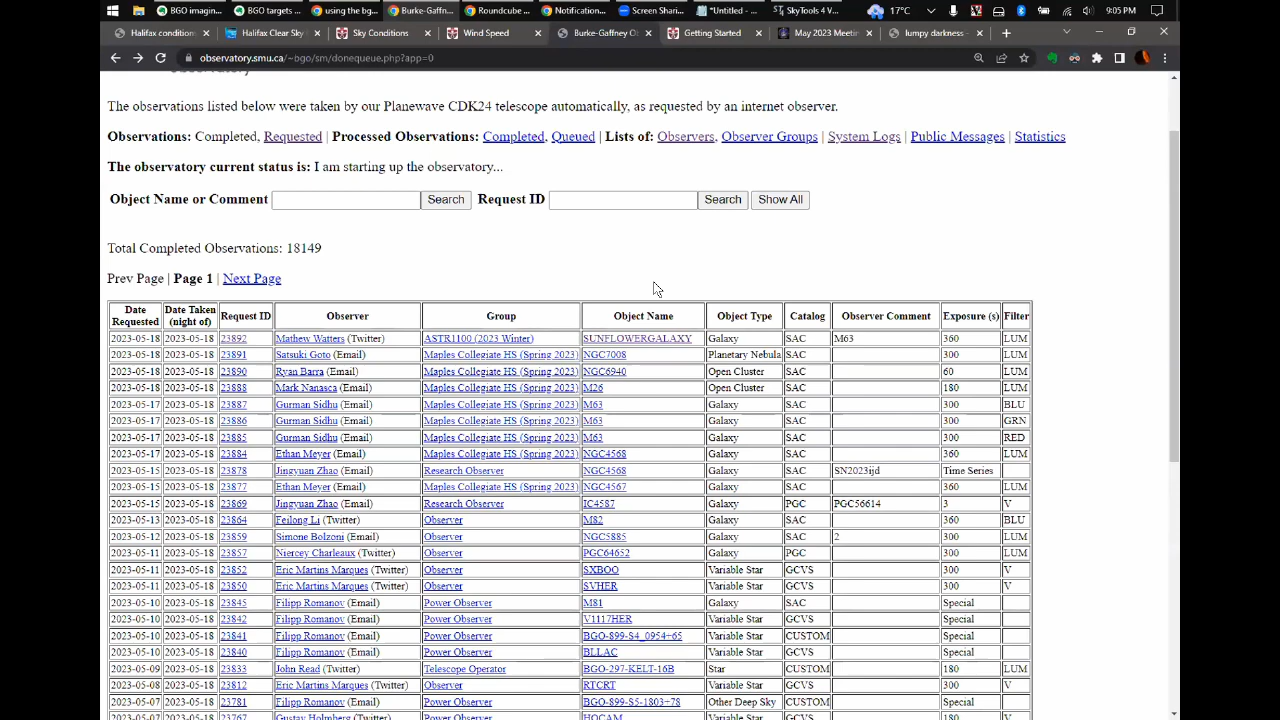 BGO imagin
BGO targets
using the bg
Burke-Gaffn
Roundcube
Notification
Screen Shari
*Untitled -
SkyTools 4 V
17°C
9:05 PM
Halifax condition
Halifax Clear Sky
Sky Conditions
Wind Speed
Burke-Gaffney O
Getting Started
May 2023 Meetin
lumpy darkness -
observatory.smu.ca/~bgo/sm/donequeue.php?app=0
The observations listed below were taken by our Planewave CDK24 telescope automatically, as requested by an internet observer.
Observations: Completed, Requested | Processed Observations: Completed, Queued | Lists of: Observers, Observer Groups | System Logs | Public Messages | Statistics
The observatory current status is: I am starting up the observatory...
Object Name or Comment Search Request ID Search Show All
Total Completed Observations: 18149
Prev Page | Page 1 | Next Page
Date Requested Date Taken (night of) Request ID Observer Group Object Name Object Type Catalog Observer Comment Exposure (s) Filter
2023-05-18 2023-05-18 23892 Mathew Watters (Twitter) ASTR1100 (2023 Winter) SUNFLOWERGALAXY Galaxy SAC M63 360 LUM
2023-05-18 2023-05-18 23891 Satsuki Goto (Email) Maples Collegiate HS (Spring 2023) NGC7008 Planetary Nebula SAC 300 LUM
2023-05-18 2023-05-18 23890 Ryan Barra (Email) Maples Collegiate HS (Spring 2023) NGC6940 Open Cluster SAC 60 LUM
2023-05-18 2023-05-18 23888 Mark Nanasca (Email) Maples Collegiate HS (Spring 2023) M26 Open Cluster SAC 180 LUM
2023-05-17 2023-05-18 23887 Gurman Sidhu (Email) Maples Collegiate HS (Spring 2023) M63 Galaxy SAC 300 BLU
2023-05-17 2023-05-18 23886 Gurman Sidhu (Email) Maples Collegiate HS (Spring 2023) M63 Galaxy SAC 300 GRN
2023-05-17 2023-05-18 23885 Gurman Sidhu (Email) Maples Collegiate HS (Spring 2023) M63 Galaxy SAC 300 RED
2023-05-17 2023-05-18 23884 Ethan Meyer (Email) Maples Collegiate HS (Spring 2023) NGC4568 Galaxy SAC 360 LUM
2023-05-15 2023-05-18 23878 Jingyuan Zhao (Email) Research Observer NGC4568 Galaxy SAC SN2023ijd Time Series
2023-05-15 2023-05-18 23877 Ethan Meyer (Email) Maples Collegiate HS (Spring 2023) NGC4567 Galaxy SAC 360 LUM
2023-05-15 2023-05-18 23869 Jingyuan Zhao (Email) Research Observer IC4587 Galaxy PGC PGC56614 3 V
2023-05-13 2023-05-18 23864 Feilong Li (Twitter) Observer M82 Galaxy SAC 360 BLU
2023-05-12 2023-05-18 23859 Simone Bolzoni (Email) Observer NGC5885 Galaxy SAC 2 300 LUM
2023-05-11 2023-05-18 23857 Niercey Charleaux (Twitter) Observer PGC64652 Galaxy PGC 300 LUM
2023-05-11 2023-05-18 23852 Eric Martins Marques (Twitter) Observer SXBOO Variable Star GCVS 300 V
2023-05-11 2023-05-18 23850 Eric Martins Marques (Twitter) Observer SVHER Variable Star GCVS 300 V
2023-05-10 2023-05-18 23845 Filipp Romanov (Email) Power Observer M81 Galaxy SAC Special
2023-05-10 2023-05-18 23842 Filipp Romanov (Email) Power Observer V1117HER Variable Star GCVS Special
2023-05-10 2023-05-18 23841 Filipp Romanov (Email) Power Observer BGO-899-S4_0954+65 Variable Star CUSTOM Special
2023-05-10 2023-05-18 23840 Filipp Romanov (Email) Power Observer BLLAC Variable Star GCVS Special
2023-05-09 2023-05-18 23833 John Read (Twitter) Telescope Operator BGO-297-KELT-16B Star CUSTOM 180 LUM
2023-05-08 2023-05-18 23812 Eric Martins Marques (Twitter) Observer RTCRT Variable Star GCVS 300 V
2023-05-07 2023-05-18 23781 Filipp Romanov (Email) Power Observer BGO-899-S5-1803+78 Other Deep Sky CUSTOM Special
2023-05-07 2023-05-18 23767 Gustav Holmberg (Twitter) Observer HQCAM Variable Star GCVS 180 V